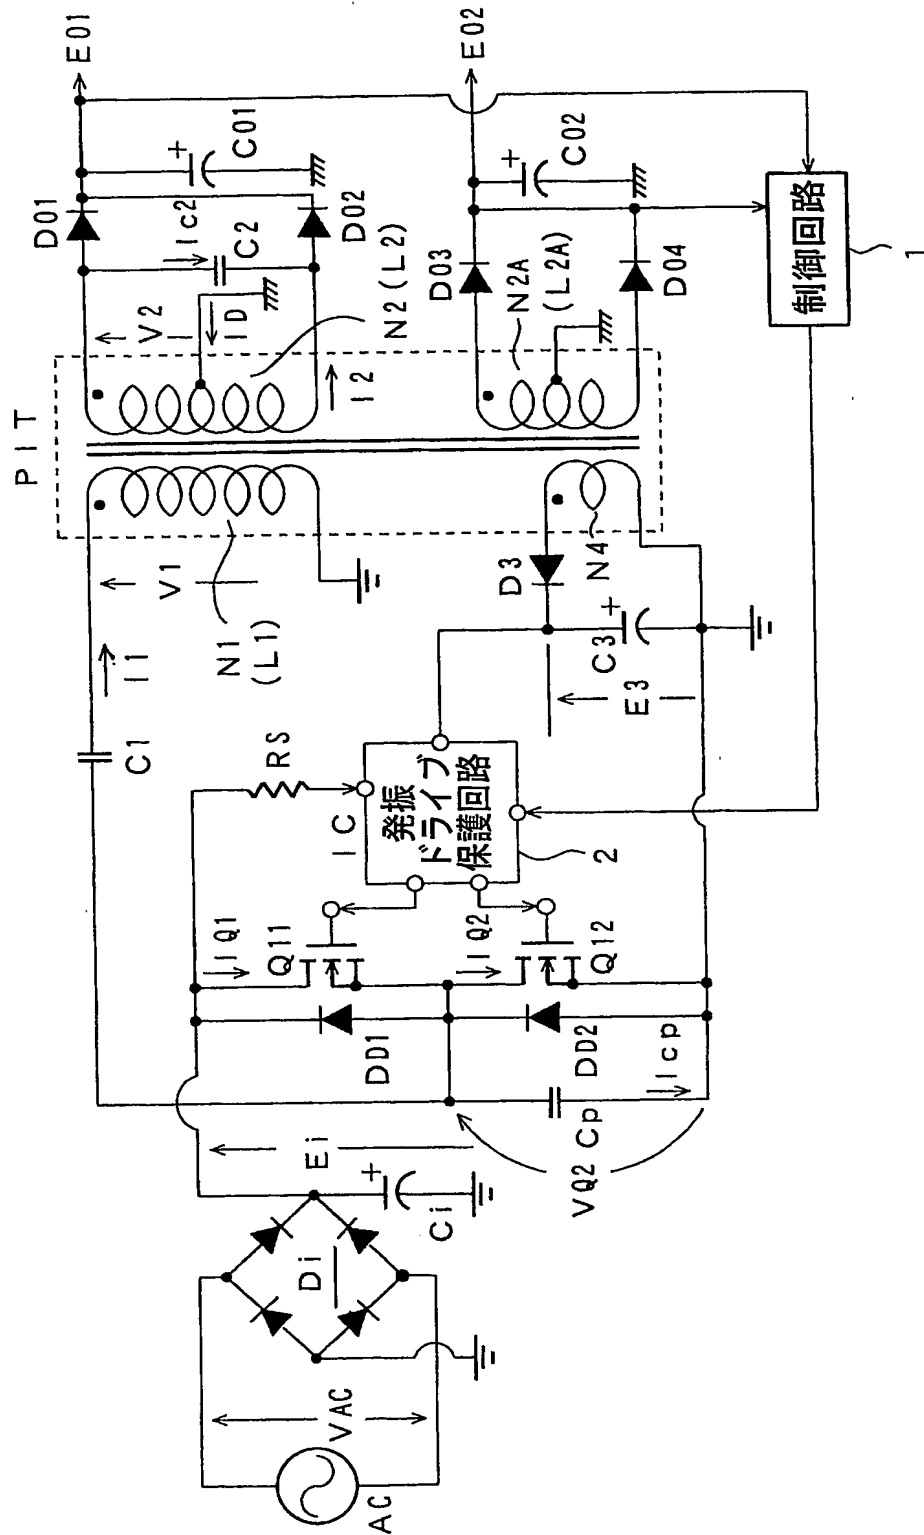 AC
VAC
Di
Ci
Ei
VQ2
Cp
Icp
DD1
DD2
Q11
IQ1
Q12
IQ2
IC
発振
ドライブ
保護回路
2
RS
C1
I1
V1
N1
(L1)
E3
C3
D3
N4
PIT
I2
V2
ID
N2(L2)
N2A
(L2A)
D01
Ic2
C2
D02
D03
D04
C01
C02
E01
E02
制御回路
1